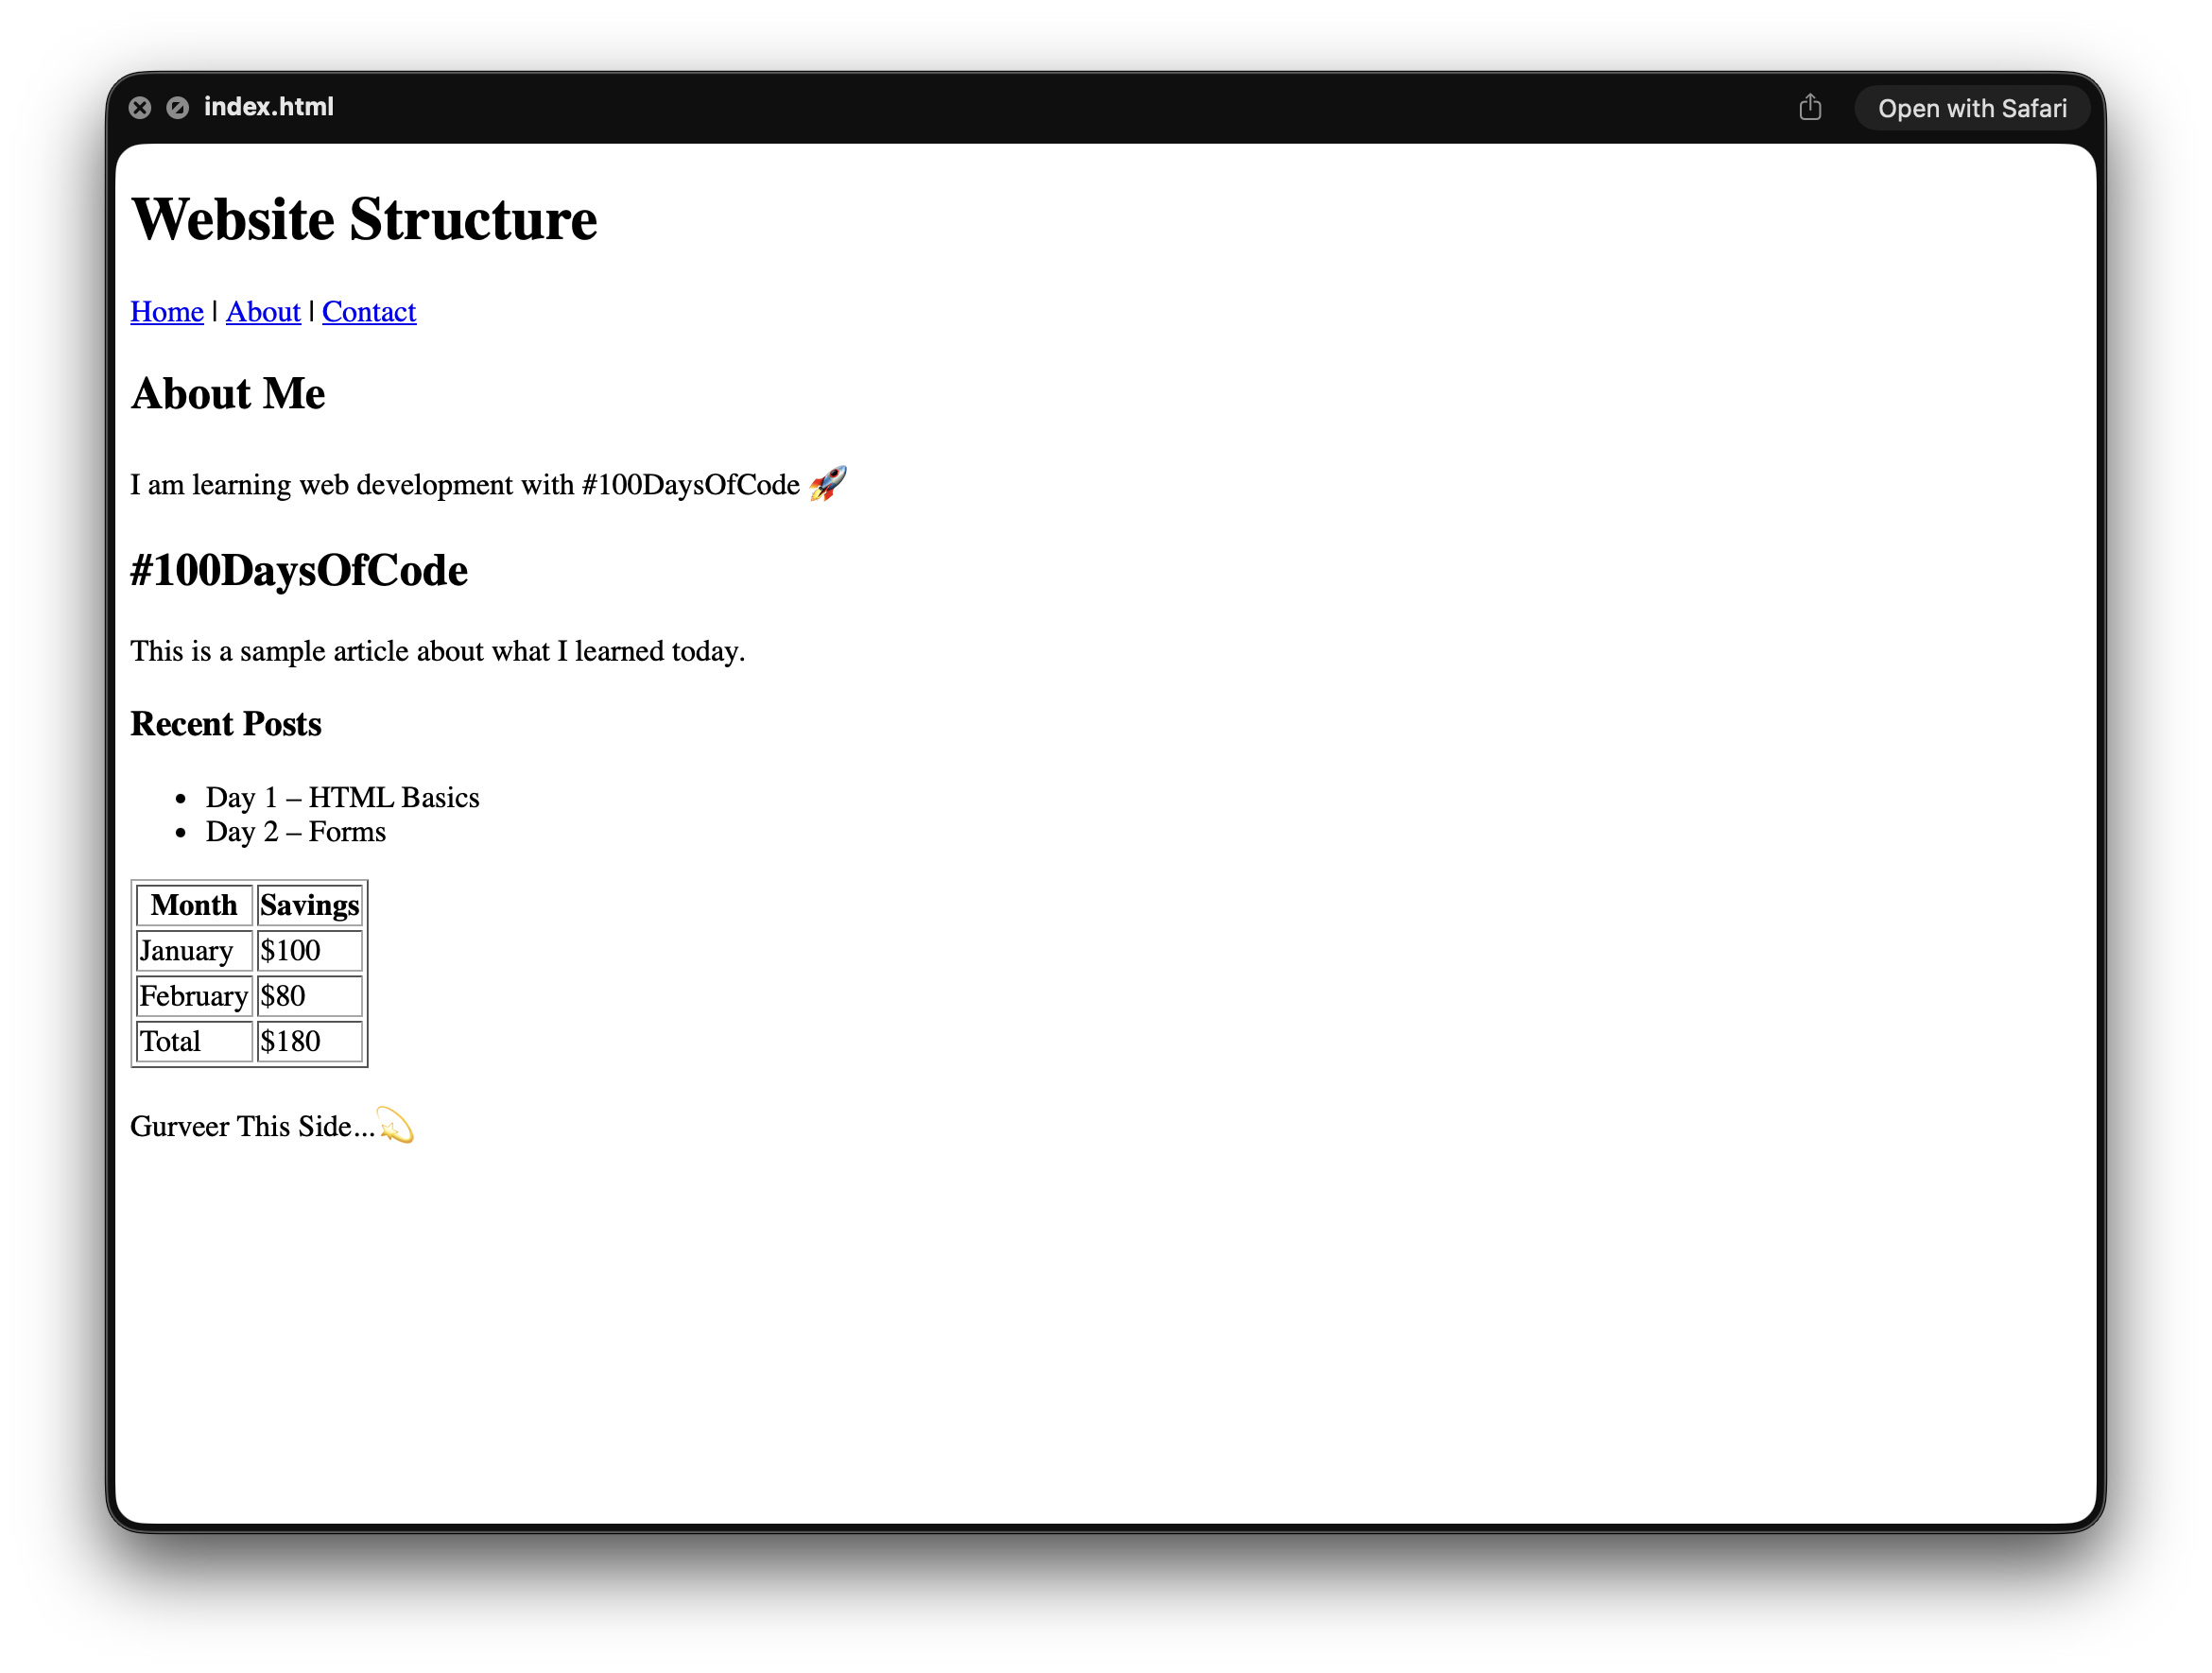 index.html
Open with Safari
Website Structure
Home | About | Contact
About Me
I am learning web development with #100DaysOfCode 🚀
#100DaysOfCode
This is a sample article about what I learned today.
Recent Posts
• Day 1 – HTML Basics
• Day 2 – Forms
Month Savings
January $100
February $80
Total $180
Gurveer This Side...💫